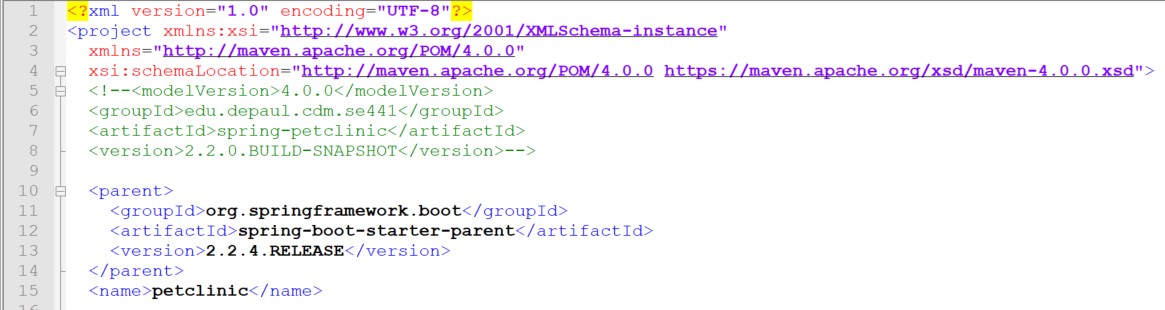 1 <?xml version="1.0" encoding="UTF-8"?>
2 <project xmlns:xsi="http://www.w3.org/2001/XMLSchema-instance"
3 xmlns="http://maven.apache.org/POM/4.0.0"
4 xsi:schemaLocation="http://maven.apache.org/POM/4.0.0 https://maven.apache.org/xsd/maven-4.0.0.xsd">
5 <!--<modelVersion>4.0.0</modelVersion>
6 <groupId>edu.depaul.cdm.se441</groupId>
7 <artifactId>spring-petclinic</artifactId>
8 <version>2.2.0.BUILD-SNAPSHOT</version>-->
9
10 <parent>
11 <groupId>org.springframework.boot</groupId>
12 <artifactId>spring-boot-starter-parent</artifactId>
13 <version>2.2.4.RELEASE</version>
14 </parent>
15 <name>petclinic</name>